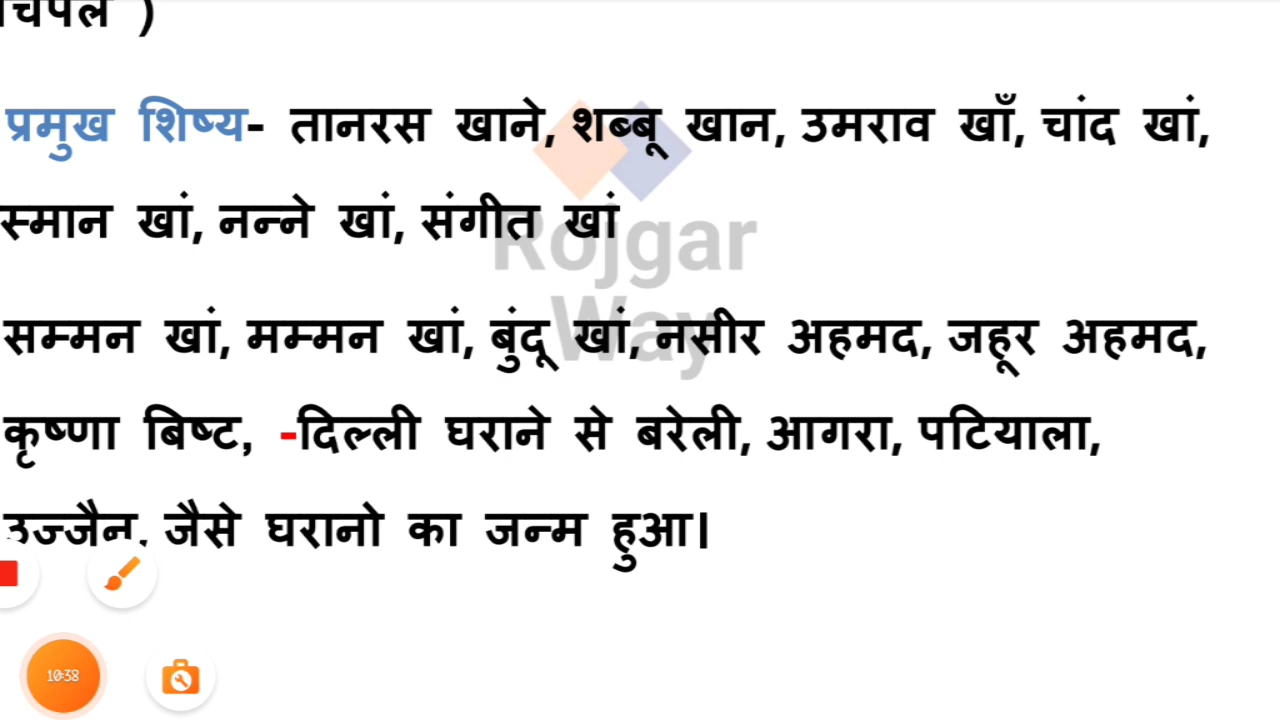 प्रमुख शिष्य- तानरस खाने, शब्बू खान, उमराव खाँ, चांद खां,
स्मान खां, नन्ने खां, संगीत खां
Rojgar
Way
सम्मन खां, मम्मन खां, बुंदू खां, नसीर अहमद, जहूर अहमद,
कृष्णा बिष्ट, -दिल्ली घराने से बरेली, आगरा, पटियाला,
उज्जैन, जैसे घरानो का जन्म हुआ।
10:38